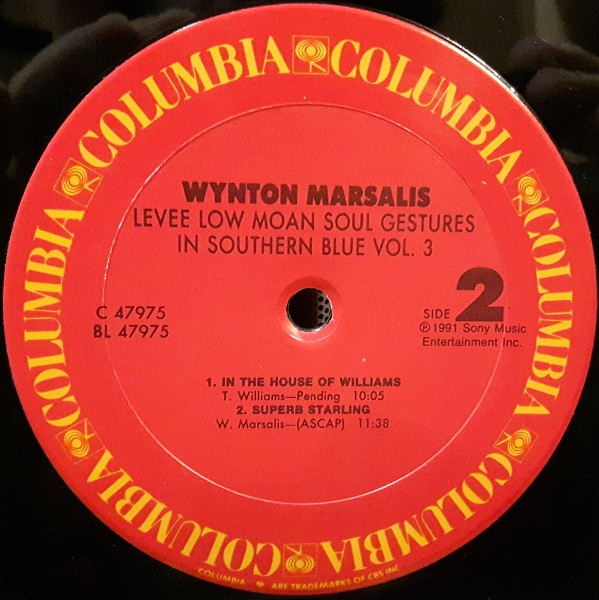 COLUMBIA COLUMBIA COLUMBIA COLUMBIA COLUMBIA COLUMBIA COLUMBIA COLUMBIA
WYNTON MARSALIS
LEVEE LOW MOAN SOUL GESTURES
IN SOUTHERN BLUE VOL. 3
C 47975
BL 47975
SIDE 2
℗1991 Sony Music
Entertainment Inc.
1. IN THE HOUSE OF WILLIAMS
T. Williams—Pending 10:05
2. SUPERB STARLING
W. Marsalis—(ASCAP) 11:38
COLUMBIA ARE TRADEMARKS OF CBS INC.